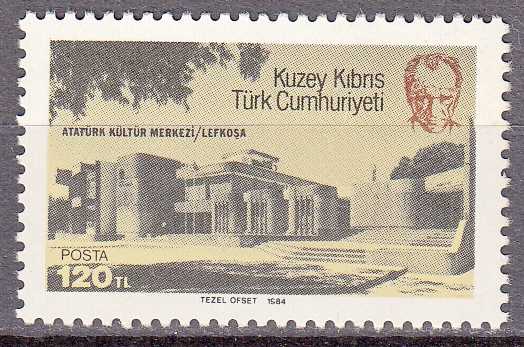 Kuzey Kıbrıs
Türk Cumhuriyeti
ATATÜRK KÜLTÜR MERKEZİ/LEFKOŞA
POSTA
120TL
TEZEL OFSET 1984